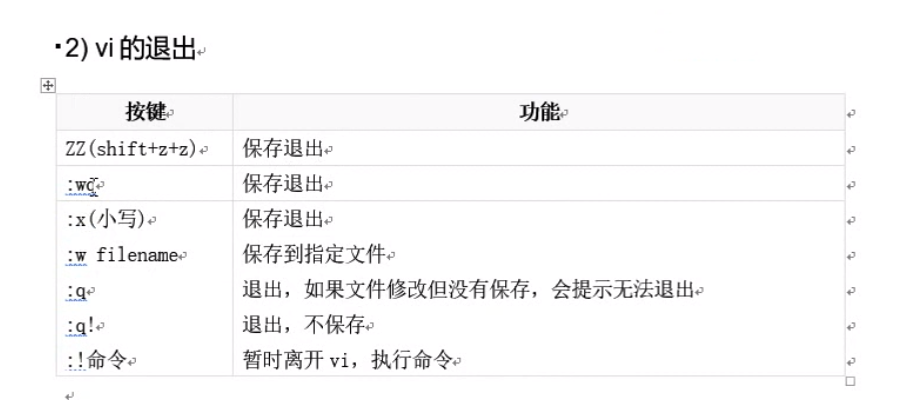 2) vi 的退出
按键 功能
ZZ(shift+z+z) 保存退出
:wq 保存退出
:x(小写) 保存退出
:w filename 保存到指定文件
:q 退出，如果文件修改但没有保存，会提示无法退出
:q! 退出，不保存
:!命令 暂时离开 vi，执行命令